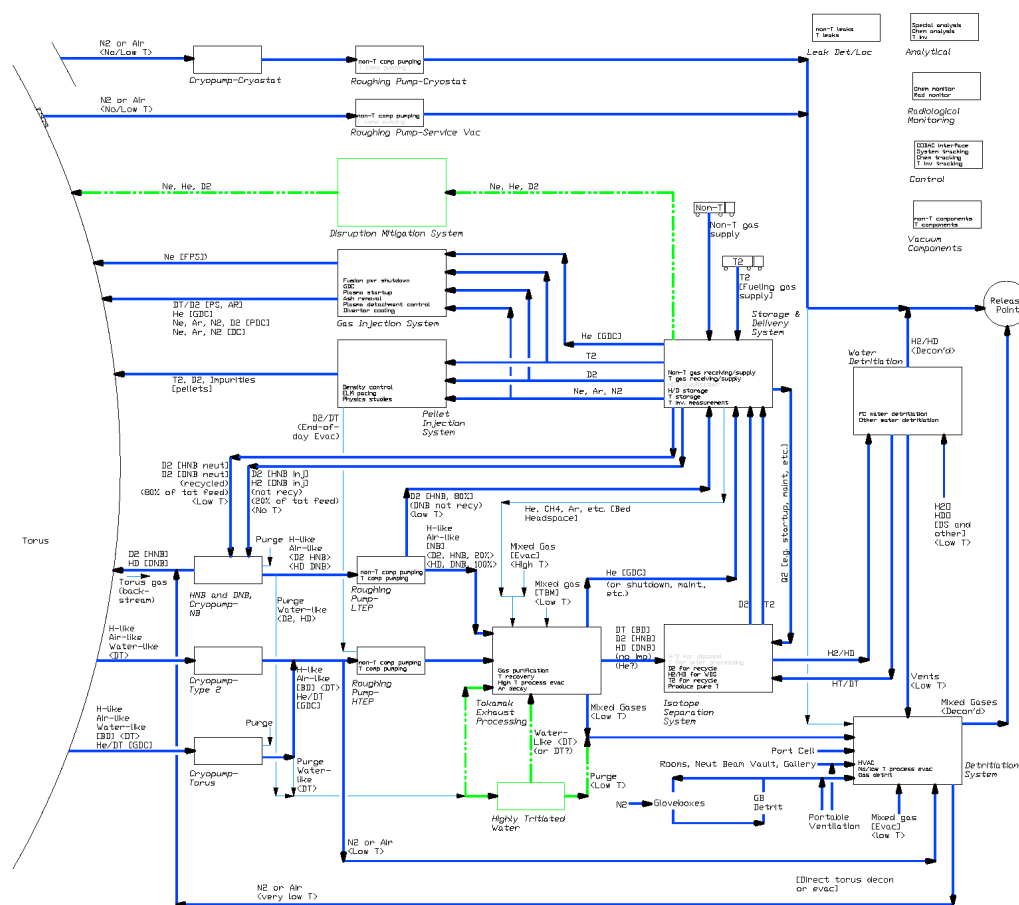 N2 or Air
(No/Low T)
Cryopump-Cryostat
non-T comp pumping
Roughing Pump-Cryostat
N2 or Air
(No/Low T)
non-T comp pumping
Roughing Pump-Service Vac
non-T leaks
T leaks
Leak Det/Loc
Special analysis
Chem analysis
T inv
Analytical
Chem monitor
Rad monitor
Radiological
Monitoring
CODAC interface
System tracking
Chem tracking
T inv tracking
Control
non-T components
T components
Vacuum
Components
Ne, He, D2
Ne, He, D2
Disruption Mitigation System
Non-T
Non-T gas
supply
T2
T2
[Fueling gas
supply]
Storage &
Delivery
System
Ne [FPS])
DT/D2 [PS, AR]
He [GDC]
Ne, Ar, N2, D2 [PDC]
Ne, Ar, N2 [DC]
Fusion pwr shutdown
GDC
Plasma startup
Ash removal
Plasma detachment control
Divertor cooling
Gas Injection System
He [GDC]
T2
D2
Ne, Ar, N2
Non-T gas receiving/supply
T gas receiving/supply
H/D storage
T storage
T inv. measurement
Release
Point
H2/HD
(Decon'd)
Water
Detritiation
PC water detritiation
Other water detritiation
T2, D2, Impurities
[pellets]
Density control
ELM pacing
Physics studies
Pellet
Injection
System
D2/DT
(End-of-
day Evac)
D2 [HNB neut]
D2 [DNB neut]
(recycled)
(80% of tot feed)
(Low T)
D2 [HNB inj]
H2 [DNB inj]
(not recy)
(20% of tot feed)
(No T)
D2 [HNB, 80%]
(DNB not recy)
(low T)
He, CH4, Ar, etc. [Bed
Headspace]
O2 [eg. startup, maint, etc.]
H2O
HDO
[DS and
other]
(Low T)
Torus
D2 [HNB]
HD [DNB]
Torus gas
(back-
stream)
HNB and DNB,
Cryopump-
NB
Purge
H-like
Air-like
(D2 HNB)
(HD DNB)
Purge
Water-like
(D2, HD)
non-T comp pumping
T comp pumping
Roughing
Pump-
LTEP
H-like
Air-like
[NB]
(D2, HNB, 20%)
(HD, DNB, 100%)
Mixed Gas
[Evac]
(High T)
Mixed gas
[TBM]
(Low T)
He [GDC]
(or shutdown, maint,
etc.)
D2
T2
H-like
Air-like
Water-like
(DT)
Cryopump-
Type 2
H-like
Air-like
[BD] (DT)
He/DT
[GDC]
non-T comp pumping
T comp pumping
Roughing
Pump-
HTEP
Gas purification
T recovery
High T process evac
Ar decay
Tokamak
Exhaust
Processing
DT [BD]
D2 [HNB]
HD [DNB]
(no imp)
(He?)
D2 for recycle
H2/HD for WDS
T2 for recycle
Produce pure T
Isotope
Separation
System
H2/HD
HT/DT
Vents
(Low T)
H-like
Air-like
Water-like
[BD] (DT)
He/DT [GDC]
Cryopump-
Torus
Purge
Purge
Water-
like
(DT)
Water-
Like (DT)
(or DT?)
Mixed Gases
(Low T)
Purge
(Low T)
Highly Tritiated
Water
Port Cell
Rooms, Neut Beam Vault, Gallery
HVAC
No/low T process evac
Gas detrit
Detritiation
System
Mixed Gases
(Decon'd)
N2
Gloveboxes
GB
Detrit
Portable
Ventilation
Mixed gas
[Evac]
(low T)
N2 or Air
(Low T)
[Direct torus decon
or evac]
N2 or Air
(very low T)